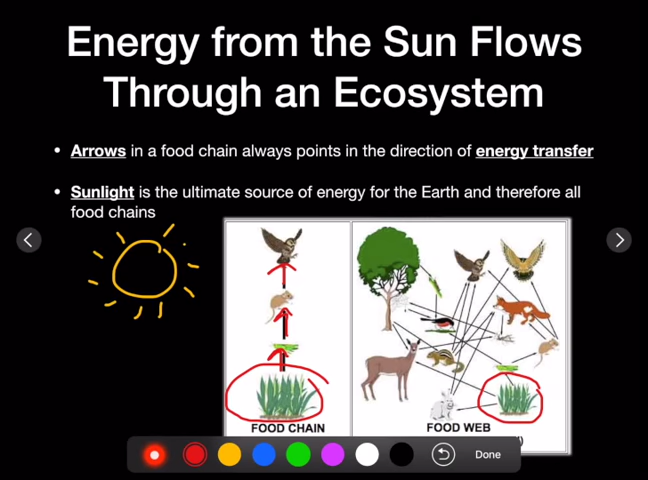 Energy from the Sun Flows
Through an Ecosystem
• Arrows in a food chain always points in the direction of energy transfer
• Sunlight is the ultimate source of energy for the Earth and therefore all
food chains
FOOD CHAIN
FOOD WEB
Done